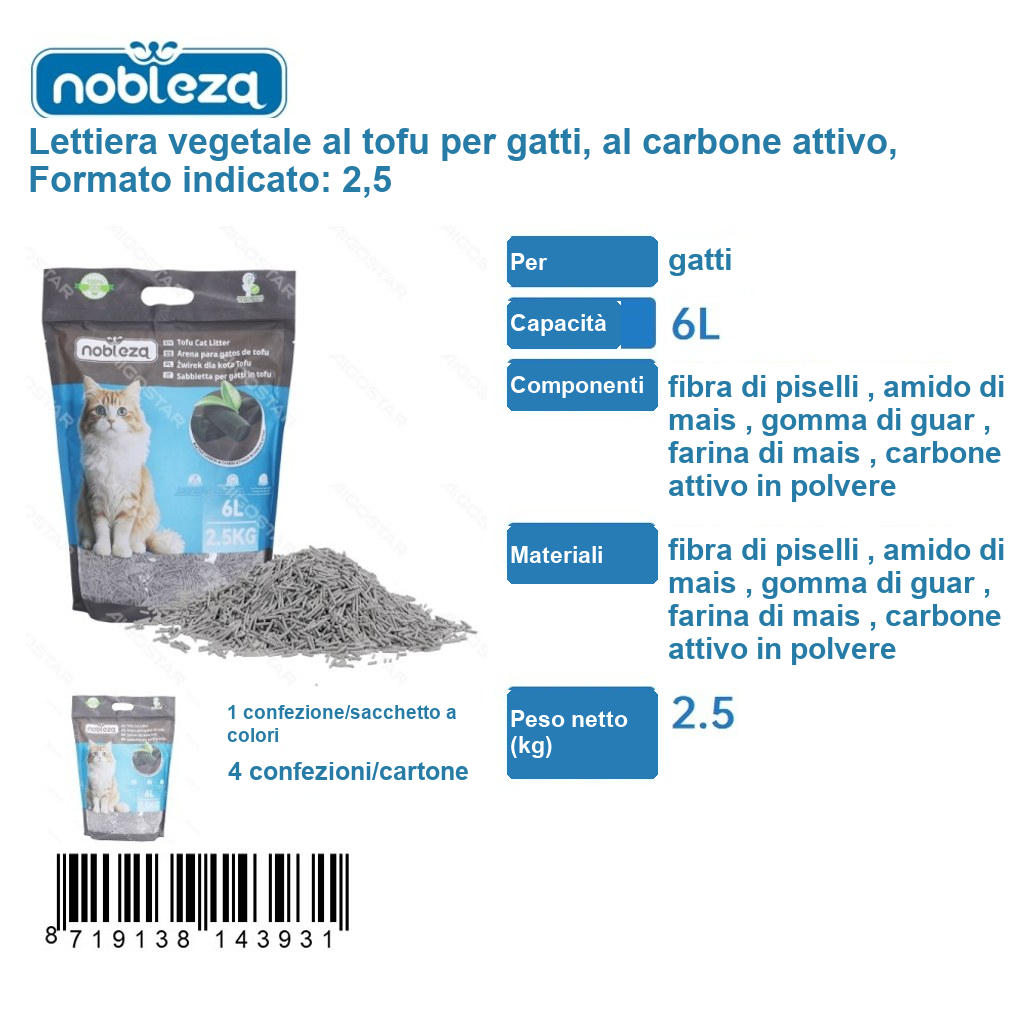 nobleza
Lettiera vegetale al tofu per gatti, al carbone attivo,
Formato indicato: 2,5
Per
gatti
Capacità
6L
Componenti
fibra di piselli , amido di
mais , gomma di guar ,
farina di mais , carbone
attivo in polvere
Materiali
fibra di piselli , amido di
mais , gomma di guar ,
farina di mais , carbone
attivo in polvere
Peso netto
(kg)
2.5
nobleza
Tofu Cat Litter
Arena para gatos de tofu
Żwirek dla kota Tofu
Sabbietta per gatti in tofu
6L
2.5KG
AIGOSTAR
1 confezione/sacchetto a
colori
4 confezioni/cartone
nobleza
6L
8 719138 143931